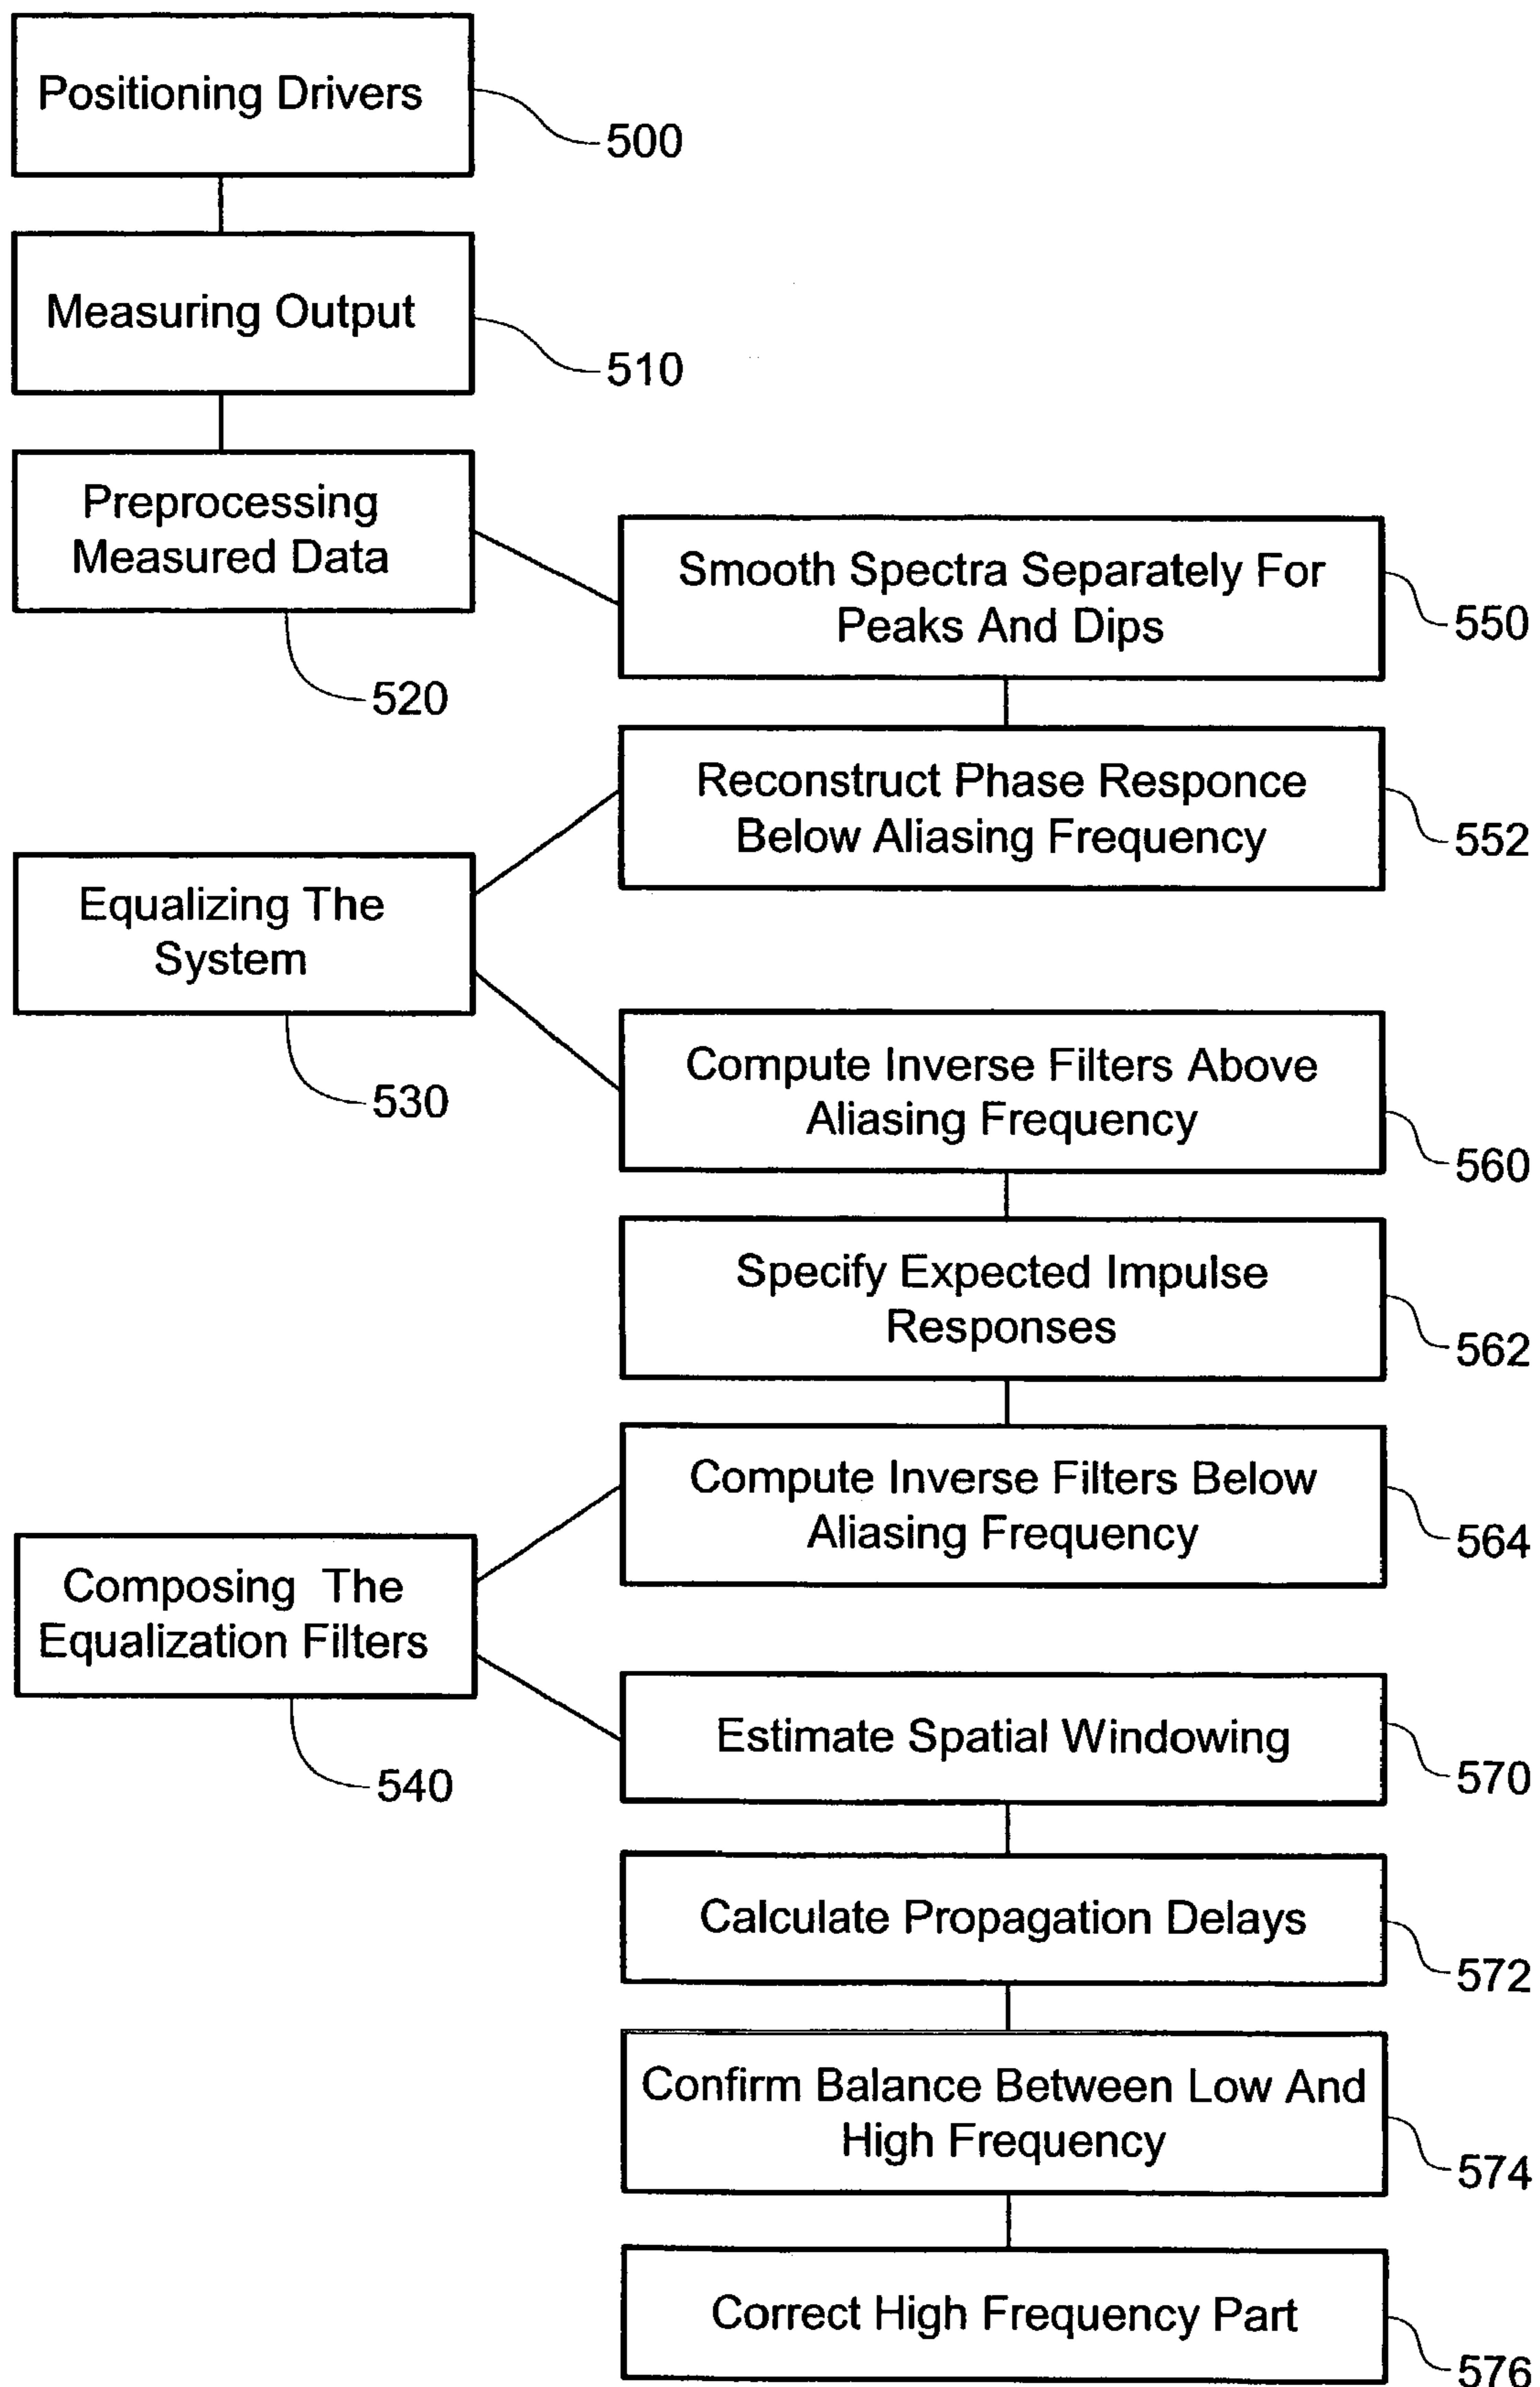 Positioning Drivers
500
Measuring Output
510
Preprocessing
Measured Data
520
Smooth Spectra Separately For
Peaks And Dips
550
Reconstruct Phase Responce
Below Aliasing Frequency
552
Equalizing The
System
530
Compute Inverse Filters Above
Aliasing Frequency
560
Specify Expected Impulse
Responses
562
Compute Inverse Filters Below
Aliasing Frequency
564
Composing The
Equalization Filters
540
Estimate Spatial Windowing
570
Calculate Propagation Delays
572
Confirm Balance Between Low And
High Frequency
574
Correct High Frequency Part
576